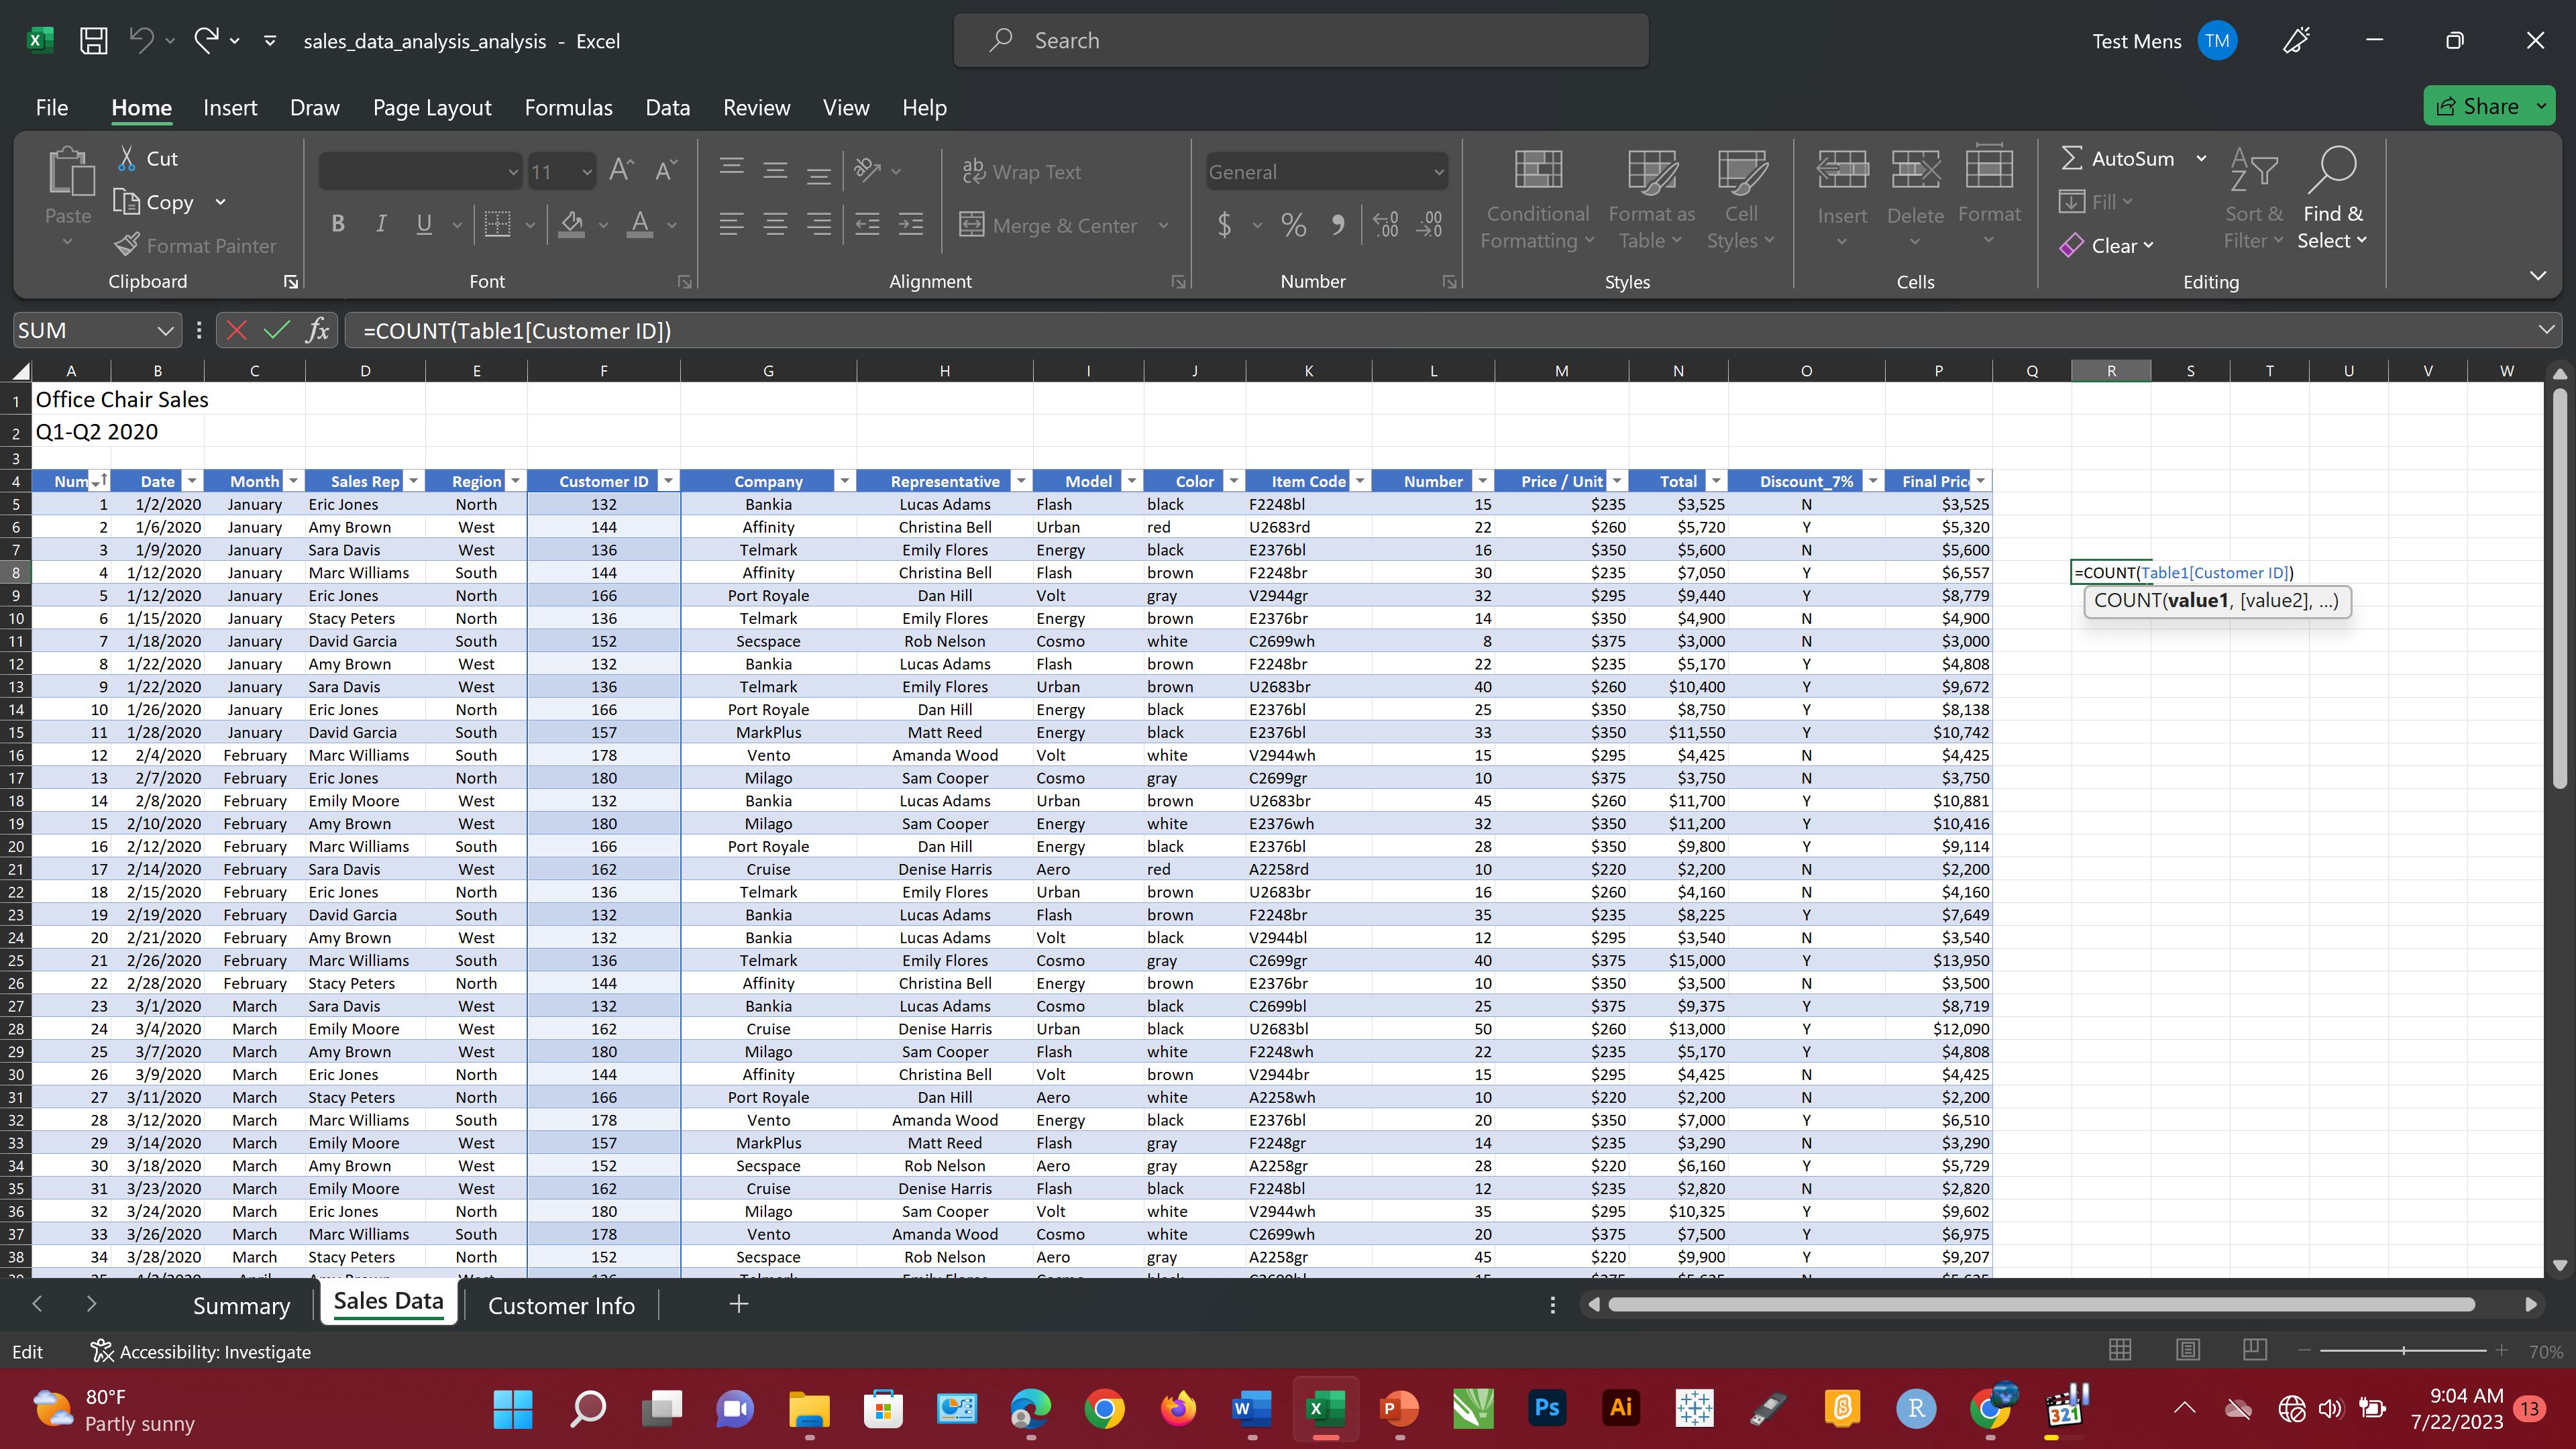 sales_data_analysis_analysis - Excel
Search
Test Mens TM
File Home Insert Draw Page Layout Formulas Data Review View Help
Share
Paste
Cut
Copy
Format Painter
Clipboard
11
B I U
Font
Wrap Text
Merge & Center
Alignment
General
$ % ,
Number
Conditional Formatting
Format as Table
Cell Styles
Styles
Insert Delete Format
Cells
AutoSum
Fill
Clear
Sort & Filter
Find & Select
Editing
SUM fx =COUNT(Table1[Customer ID])
A B C D E F G H I J K L M N O P Q R S T U V W
1 Office Chair Sales
2 Q1-Q2 2020
3
4 Num Date Month Sales Rep Region Customer ID Company Representative Model Color Item Code Number Price / Unit Total Discount_7% Final Pric
5 1 1/2/2020 January Eric Jones North 132 Bankia Lucas Adams Flash black F2248bl 15 $235 $3,525 N $3,525
6 2 1/6/2020 January Amy Brown West 144 Affinity Christina Bell Urban red U2683rd 22 $260 $5,720 Y $5,320
7 3 1/9/2020 January Sara Davis West 136 Telmark Emily Flores Energy black E2376bl 16 $350 $5,600 N $5,600
8 4 1/12/2020 January Marc Williams South 144 Affinity Christina Bell Flash brown F2248br 30 $235 $7,050 Y $6,557 =COUNT(Table1[Customer ID])
9 5 1/12/2020 January Eric Jones North 166 Port Royale Dan Hill Volt gray V2944gr 32 $295 $9,440 Y $8,779 COUNT(value1, [value2], ...)
10 6 1/15/2020 January Stacy Peters North 136 Telmark Emily Flores Energy brown E2376br 14 $350 $4,900 N $4,900
11 7 1/18/2020 January David Garcia South 152 Secspace Rob Nelson Cosmo white C2699wh 8 $375 $3,000 N $3,000
12 8 1/22/2020 January Amy Brown West 132 Bankia Lucas Adams Flash brown F2248br 22 $235 $5,170 Y $4,808
13 9 1/22/2020 January Sara Davis West 136 Telmark Emily Flores Urban brown U2683br 40 $260 $10,400 Y $9,672
14 10 1/26/2020 January Eric Jones North 166 Port Royale Dan Hill Energy black E2376bl 25 $350 $8,750 Y $8,138
15 11 1/28/2020 January David Garcia South 157 MarkPlus Matt Reed Energy black E2376bl 33 $350 $11,550 Y $10,742
16 12 2/4/2020 February Marc Williams South 178 Vento Amanda Wood Volt white V2944wh 15 $295 $4,425 N $4,425
17 13 2/7/2020 February Eric Jones North 180 Milago Sam Cooper Cosmo gray C2699gr 10 $375 $3,750 N $3,750
18 14 2/8/2020 February Emily Moore West 132 Bankia Lucas Adams Urban brown U2683br 45 $260 $11,700 Y $10,881
19 15 2/10/2020 February Amy Brown West 180 Milago Sam Cooper Energy white E2376wh 32 $350 $11,200 Y $10,416
20 16 2/12/2020 February Marc Williams South 166 Port Royale Dan Hill Energy black E2376bl 28 $350 $9,800 Y $9,114
21 17 2/14/2020 February Sara Davis West 162 Cruise Denise Harris Aero red A2258rd 10 $220 $2,200 N $2,200
22 18 2/15/2020 February Eric Jones North 136 Telmark Emily Flores Urban brown U2683br 16 $260 $4,160 N $4,160
23 19 2/19/2020 February David Garcia South 132 Bankia Lucas Adams Flash brown F2248br 35 $235 $8,225 Y $7,649
24 20 2/21/2020 February Amy Brown West 132 Bankia Lucas Adams Volt black V2944bl 12 $295 $3,540 N $3,540
25 21 2/26/2020 February Marc Williams South 136 Telmark Emily Flores Cosmo gray C2699gr 40 $375 $15,000 Y $13,950
26 22 2/28/2020 February Stacy Peters North 144 Affinity Christina Bell Energy brown E2376br 10 $350 $3,500 N $3,500
27 23 3/1/2020 March Sara Davis West 132 Bankia Lucas Adams Cosmo black C2699bl 25 $375 $9,375 Y $8,719
28 24 3/4/2020 March Emily Moore West 162 Cruise Denise Harris Urban black U2683bl 50 $260 $13,000 Y $12,090
29 25 3/7/2020 March Amy Brown West 180 Milago Sam Cooper Flash white F2248wh 22 $235 $5,170 Y $4,808
30 26 3/9/2020 March Eric Jones North 144 Affinity Christina Bell Volt brown V2944br 15 $295 $4,425 N $4,425
31 27 3/11/2020 March Stacy Peters North 166 Port Royale Dan Hill Aero white A2258wh 10 $220 $2,200 N $2,200
32 28 3/12/2020 March Marc Williams South 178 Vento Amanda Wood Energy black E2376bl 20 $350 $7,000 Y $6,510
33 29 3/14/2020 March Emily Moore West 157 MarkPlus Matt Reed Flash gray F2248gr 14 $235 $3,290 N $3,290
34 30 3/18/2020 March Amy Brown West 152 Secspace Rob Nelson Aero gray A2258gr 28 $220 $6,160 Y $5,729
35 31 3/23/2020 March Emily Moore West 162 Cruise Denise Harris Flash black F2248bl 12 $235 $2,820 N $2,820
36 32 3/24/2020 March Eric Jones North 180 Milago Sam Cooper Volt white V2944wh 35 $295 $10,325 Y $9,602
37 33 3/26/2020 March Marc Williams South 178 Vento Amanda Wood Cosmo white C2699wh 20 $375 $7,500 Y $6,975
38 34 3/28/2020 March Stacy Peters North 152 Secspace Rob Nelson Aero gray A2258gr 45 $220 $9,900 Y $9,207
Summary Sales Data Customer Info
Edit Accessibility: Investigate 70%
80°F
Partly sunny
9:04 AM
7/22/2023
13